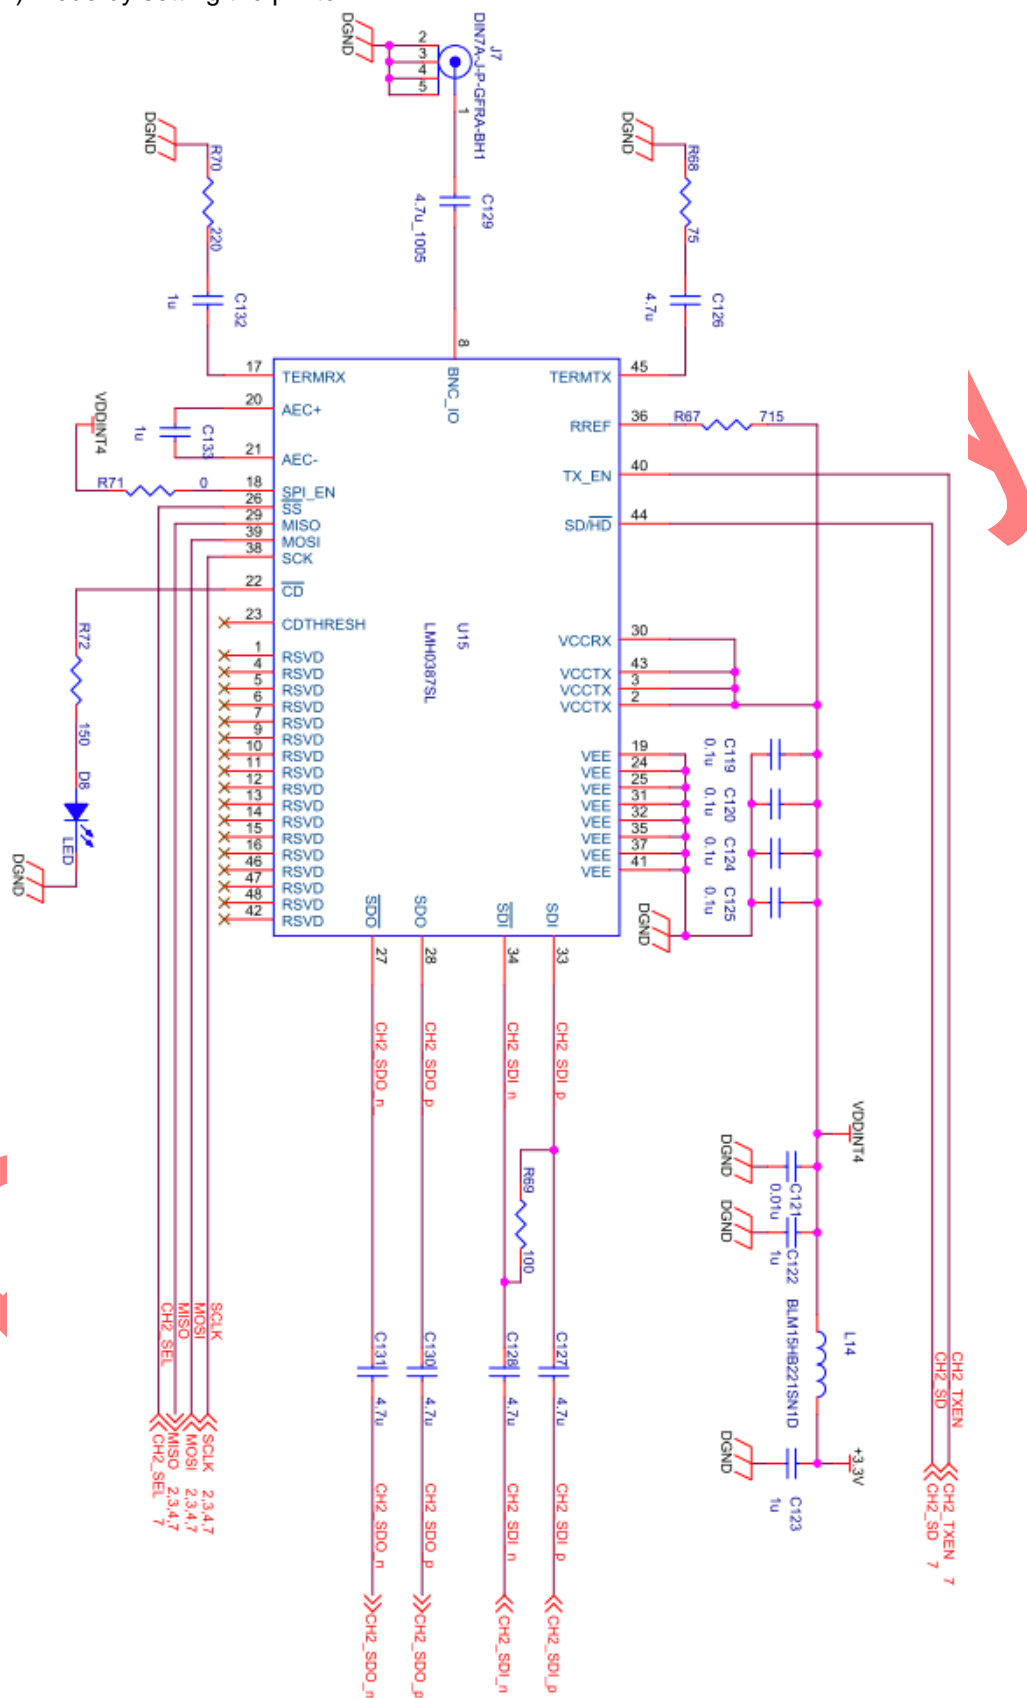 DGND
2
3
4
5
J7
DIN7A-J-P-GFRA-BH1
1
DGND
R70
220
C132
1u
C129
4.7u_1005
DGND
R68
75
C126
4.7u
8
BNC_IO
17 TERMRX
20 AEC+
21 AEC-
18 SPI_EN
26 SS
29 MISO
39 MOSI
38 SCK
22 CD
23 CDTHRESH
1 RSVD
4 RSVD
5 RSVD
6 RSVD
7 RSVD
9 RSVD
10 RSVD
11 RSVD
12 RSVD
13 RSVD
14 RSVD
15 RSVD
16 RSVD
46 RSVD
47 RSVD
48 RSVD
42 RSVD
VDDINT4
C133
1u
R71 0
R72
150
D8
LED
DGND
U15
LMH0387SL
TERMTX 45
RREF 36
R67 715
TX_EN 40
SD/HD 44
VCCRX 30
VCCTX 43
VCCTX 3
VCCTX 2
VEE 19
VEE 24
VEE 25
VEE 31
VEE 32
VEE 35
VEE 37
VEE 41
C119
0.1u
C120
0.1u
C124
0.1u
C125
0.1u
DGND
SDO
27
SDO
28
SDI
34
SDI
33
CH2_SDO_n
CH2_SDO_p
CH2_SDI_n
CH2_SDI_p
R69
100
VDDINT4
DGND
C121
0.01u
DGND
C122
1u
BLM15HB221SN1D
L14
+3.3V
DGND
C123
1u
C131
4.7u
C130
4.7u
C128
4.7u
C127
4.7u
CH2_SDO_n
CH2_SDO_p
CH2_SDI_n
CH2_SDI_p
CH2_SDO_n
CH2_SDO_p
CH2_SDI_n
CH2_SDI_p
SCLK
MOSI
MISO
CH2_SEL
SCLK 2,3,4,7
MOSI 2,3,4,7
MISO 2,3,4,7
CH2_SEL 7
CH2_TXEN
CH2_SD
CH2_TXEN 7
CH2_SD 7